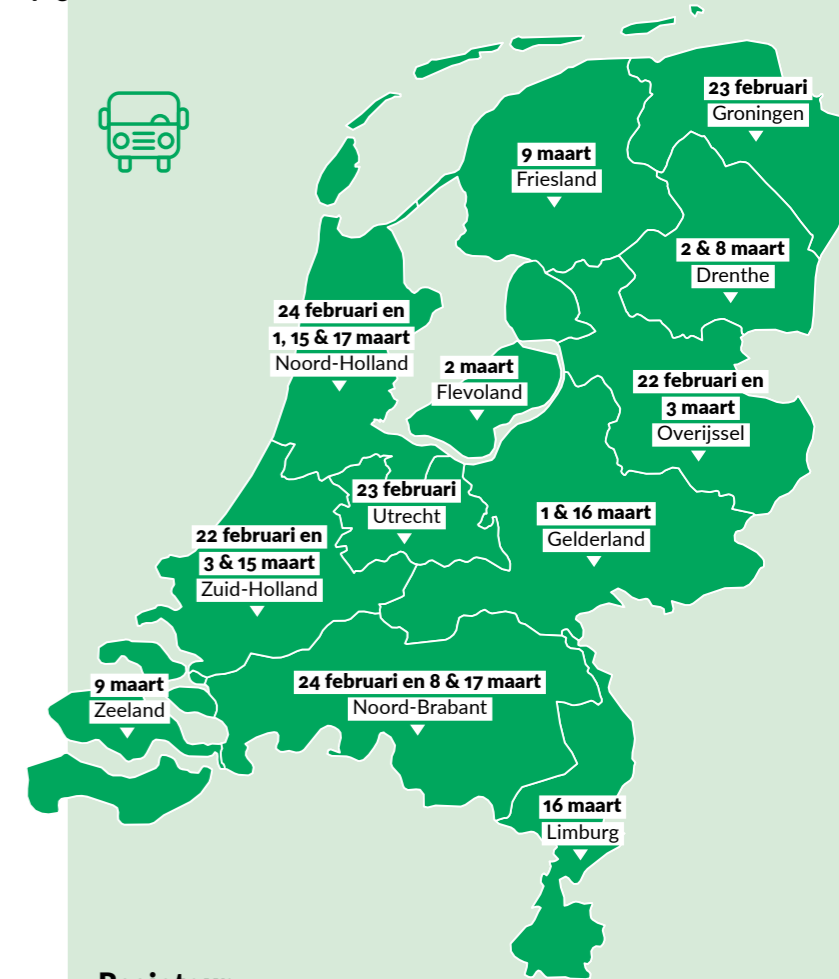 23 februari
Groningen
9 maart
Friesland
2 & 8 maart
Drenthe
24 februari en
1, 15 & 17 maart
Noord-Holland
2 maart
Flevoland
22 februari en
3 maart
Overijssel
23 februari
Utrecht
1 & 16 maart
Gelderland
22 februari en
3 & 15 maart
Zuid-Holland
9 maart
Zeeland
24 februari en 8 & 17 maart
Noord-Brabant
16 maart
Limburg